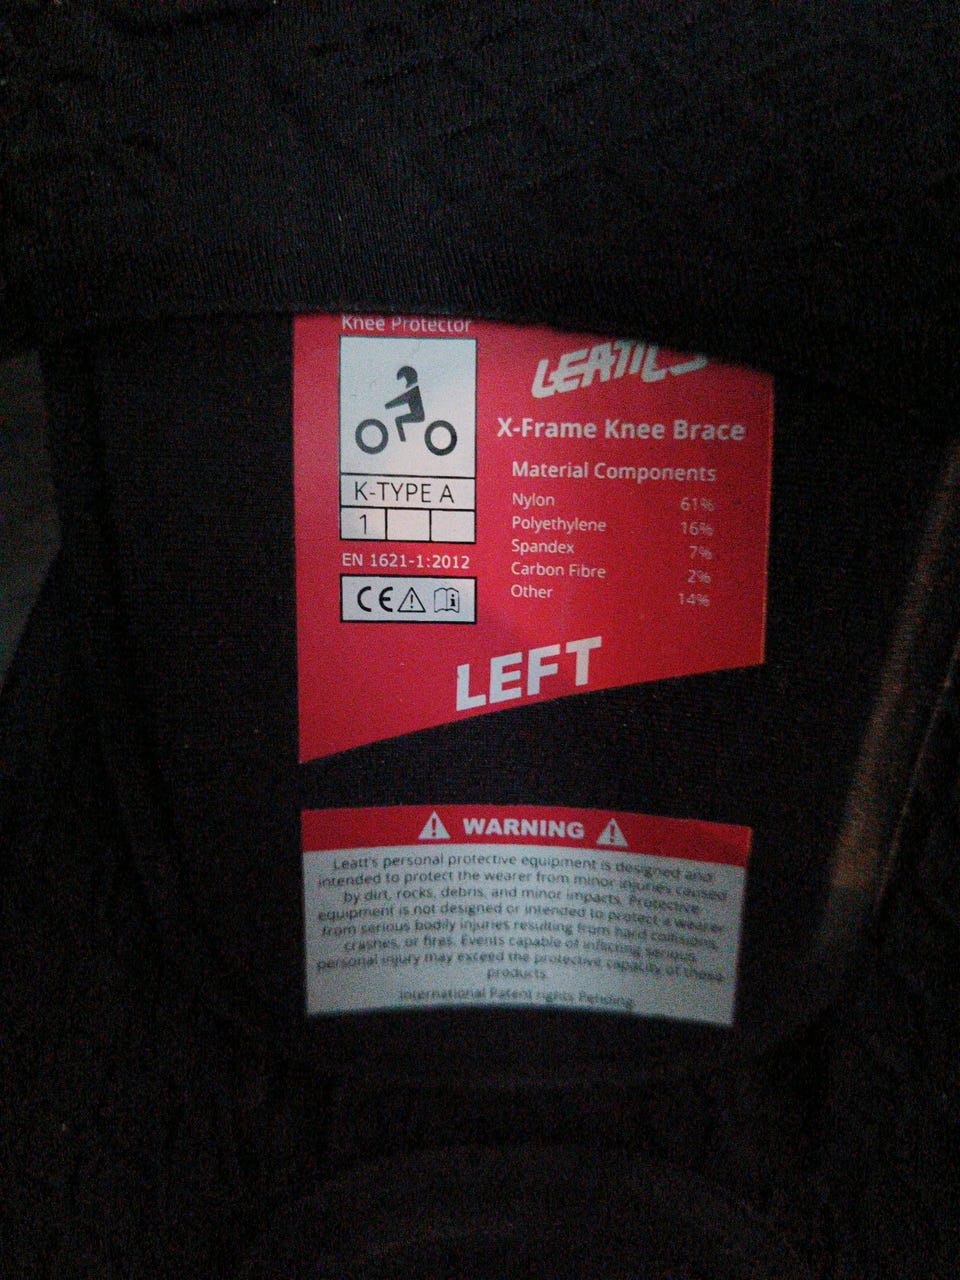 Knee Protector
LEATT
X-Frame Knee Brace
K-TYPE A
1
EN 1621-1:2012
CE
Material Components
Nylon 61%
Polyethylene 16%
Spandex 7%
Carbon Fibre 2%
Other 14%
LEFT
WARNING
Leatt's personal protective equipment is designed and
intended to protect the wearer from minor injuries caused
by dirt, rocks, debris, and minor impacts. Protective
equipment is not designed or intended to protect a wearer
from serious bodily injuries resulting from hard collisions,
crashes, or fires. Events capable of inflicting serious
personal injury may exceed the protective capacity of these
products.
International Patent rights Pending.